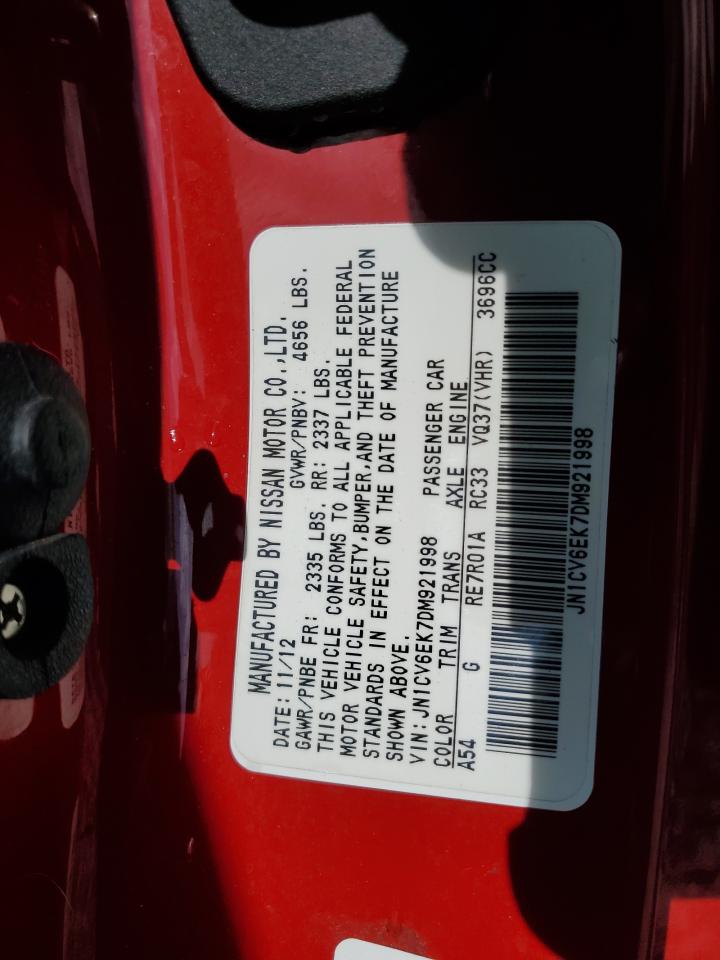 MANUFACTURED BY NISSAN MOTOR CO.,LTD.
DATE: 11/12 GVWR/PNBV: 4656 LBS.
GAWR/PNBE FR: 2335 LBS. RR: 2337 LBS.
THIS VEHICLE CONFORMS TO ALL APPLICABLE FEDERAL
MOTOR VEHICLE SAFETY,BUMPER,AND THEFT PREVENTION
STANDARDS IN EFFECT ON THE DATE OF MANUFACTURE
SHOWN ABOVE.
VIN: JN1CV6EK7DM921998 PASSENGER CAR
COLOR TRIM TRANS AXLE ENGINE
A54 G RE7R01A RC33 VQ37(VHR) 3696CC
JN1CV6EK7DM921998